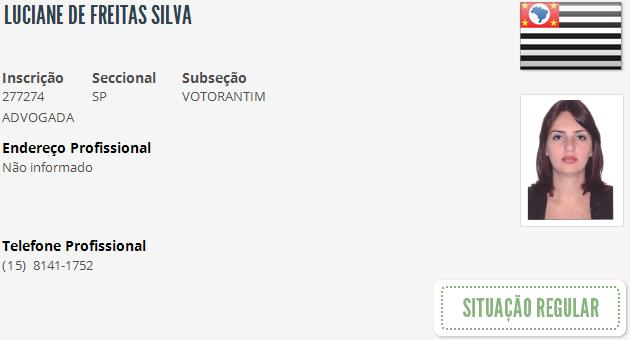 LUCIANE DE FREITAS SILVA
Inscrição Seccional Subseção
277274 SP VOTORANTIM
ADVOGADA
Endereço Profissional
Não informado
Telefone Profissional
(15) 8141-1752
SITUAÇÃO REGULAR